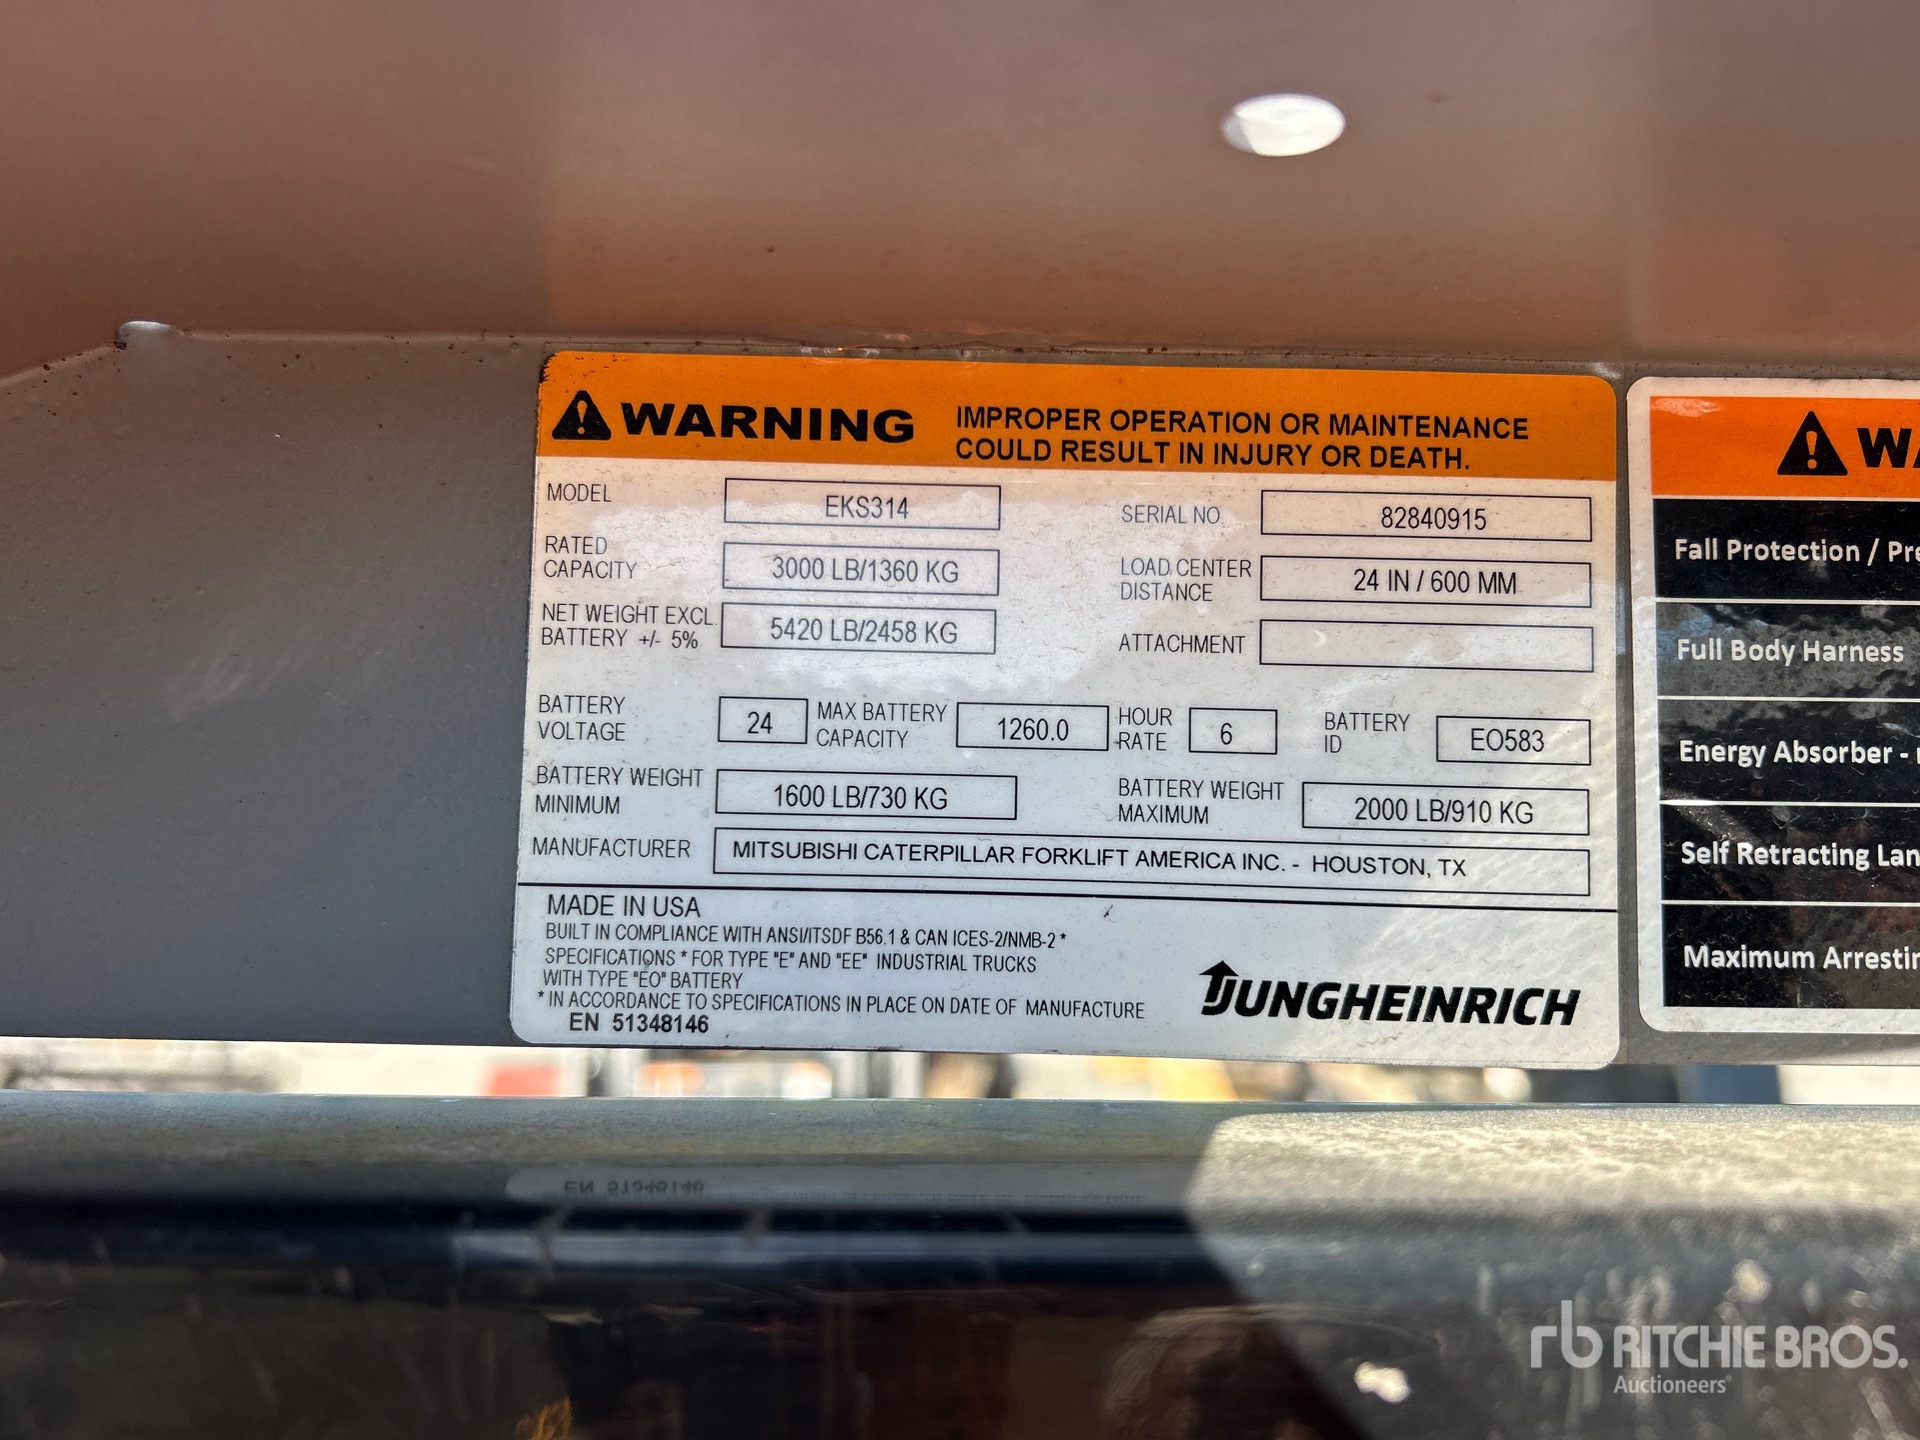 WARNING
IMPROPER OPERATION OR MAINTENANCE
COULD RESULT IN INJURY OR DEATH.
MODEL EKS314 SERIAL NO. 82840915
RATED CAPACITY 3000 LB/1360 KG LOAD CENTER DISTANCE 24 IN / 600 MM
NET WEIGHT EXCL. BATTERY +/- 5% 5420 LB/2458 KG ATTACHMENT
BATTERY VOLTAGE 24 MAX BATTERY CAPACITY 1260.0 HOUR RATE 6 BATTERY ID EO583
BATTERY WEIGHT MINIMUM 1600 LB/730 KG BATTERY WEIGHT MAXIMUM 2000 LB/910 KG
MANUFACTURER MITSUBISHI CATERPILLAR FORKLIFT AMERICA INC. - HOUSTON, TX
MADE IN USA
BUILT IN COMPLIANCE WITH ANSI/ITSDF B56.1 & CAN ICES-2/NMB-2 *
SPECIFICATIONS * FOR TYPE "E" AND "EE" INDUSTRIAL TRUCKS
WITH TYPE "EO" BATTERY
* IN ACCORDANCE TO SPECIFICATIONS IN PLACE ON DATE OF MANUFACTURE
EN 51348146
JUNGHEINRICH
WA
Fall Protection / Pre
Full Body Harness
Energy Absorber -
Self Retracting Lan
Maximum Arrestin
rb RITCHIE BROS.
Auctioneers